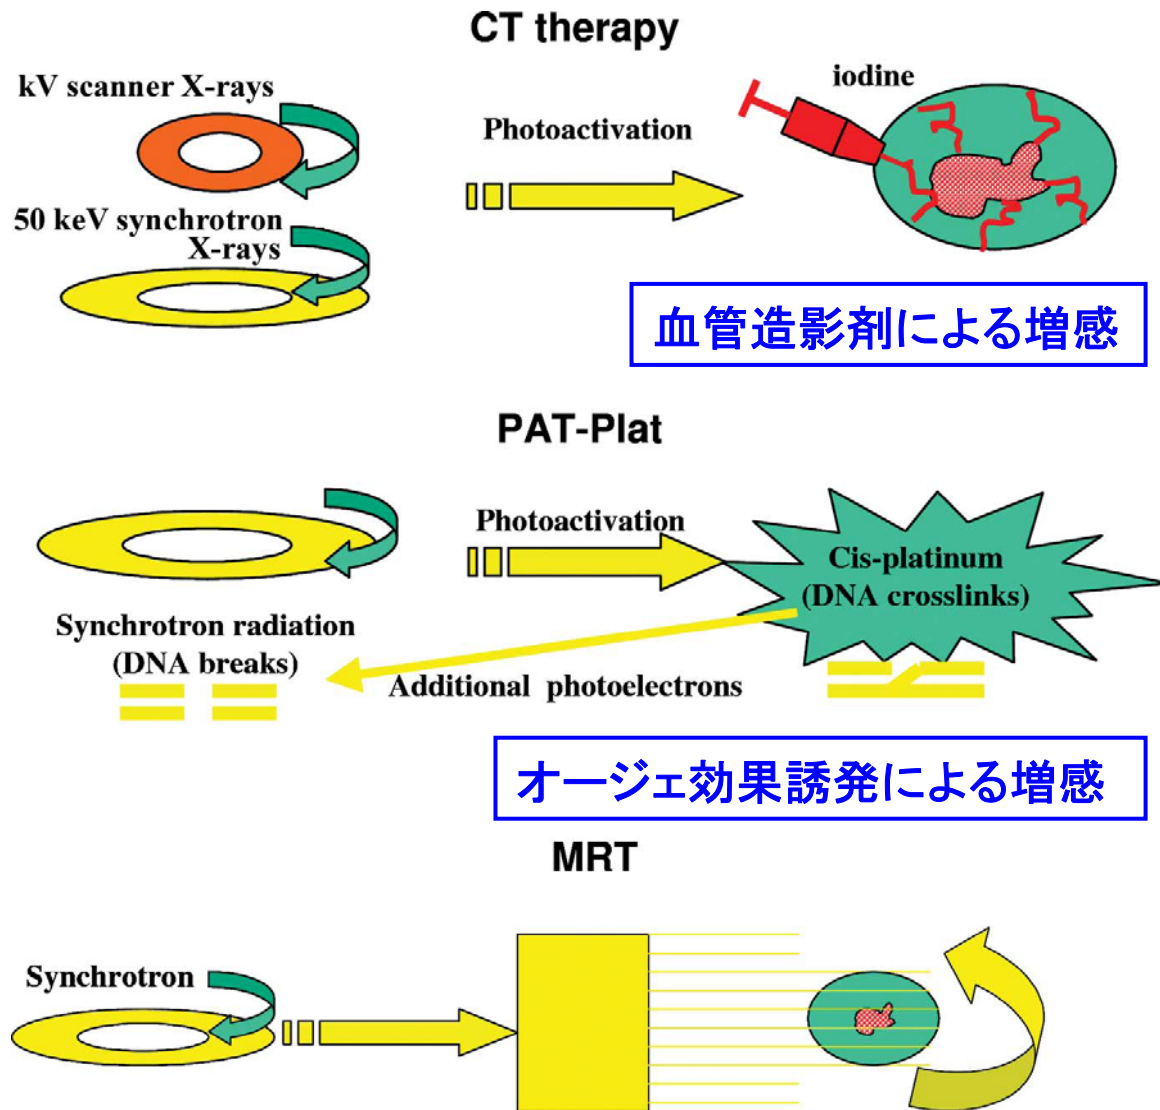 CT therapy
kV scanner X-rays
iodine
Photoactivation
50 keV synchrotron
X-rays
血管造影剤による増感
PAT-Plat
Photoactivation
Cis-platinum
(DNA crosslinks)
Synchrotron radiation
(DNA breaks)
Additional photoelectrons
オージェ効果誘発による増感
MRT
Synchrotron